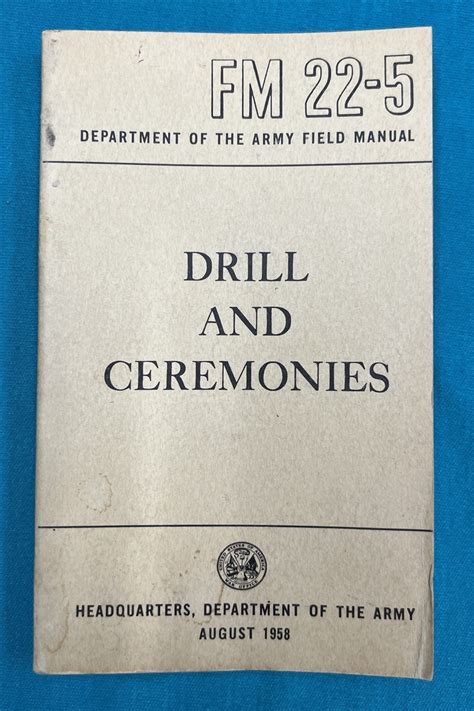 FM 22-5
DEPARTMENT OF THE ARMY FIELD MANUAL
DRILL
AND
CEREMONIES
HEADQUARTERS, DEPARTMENT OF THE ARMY
AUGUST 1958